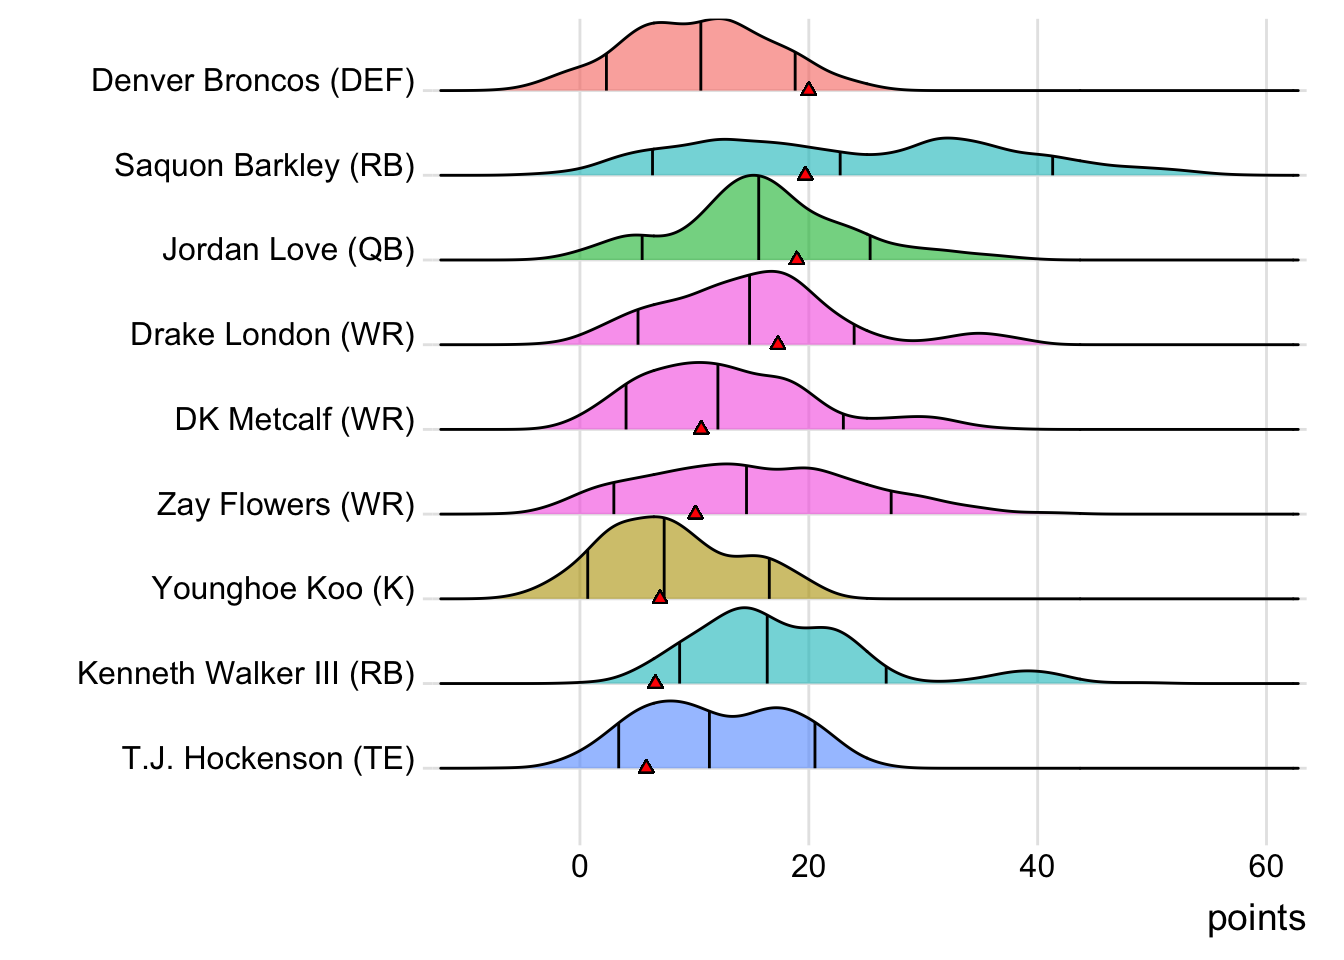 Denver Broncos (DEF)
Saquon Barkley (RB)
Jordan Love (QB)
Drake London (WR)
DK Metcalf (WR)
Zay Flowers (WR)
Younghoe Koo (K)
Kenneth Walker III (RB)
T.J. Hockenson (TE)
0 20 40 60
points